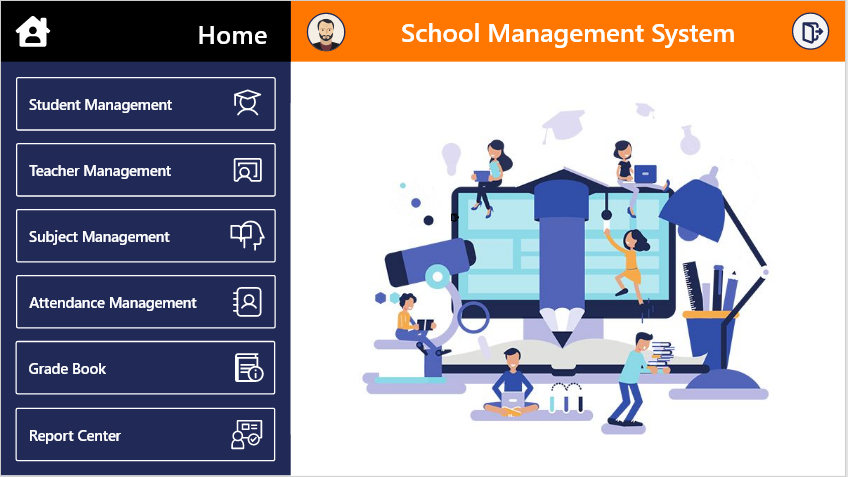 Home
School Management System
Student Management
Teacher Management
Subject Management
Attendance Management
Grade Book
Report Center